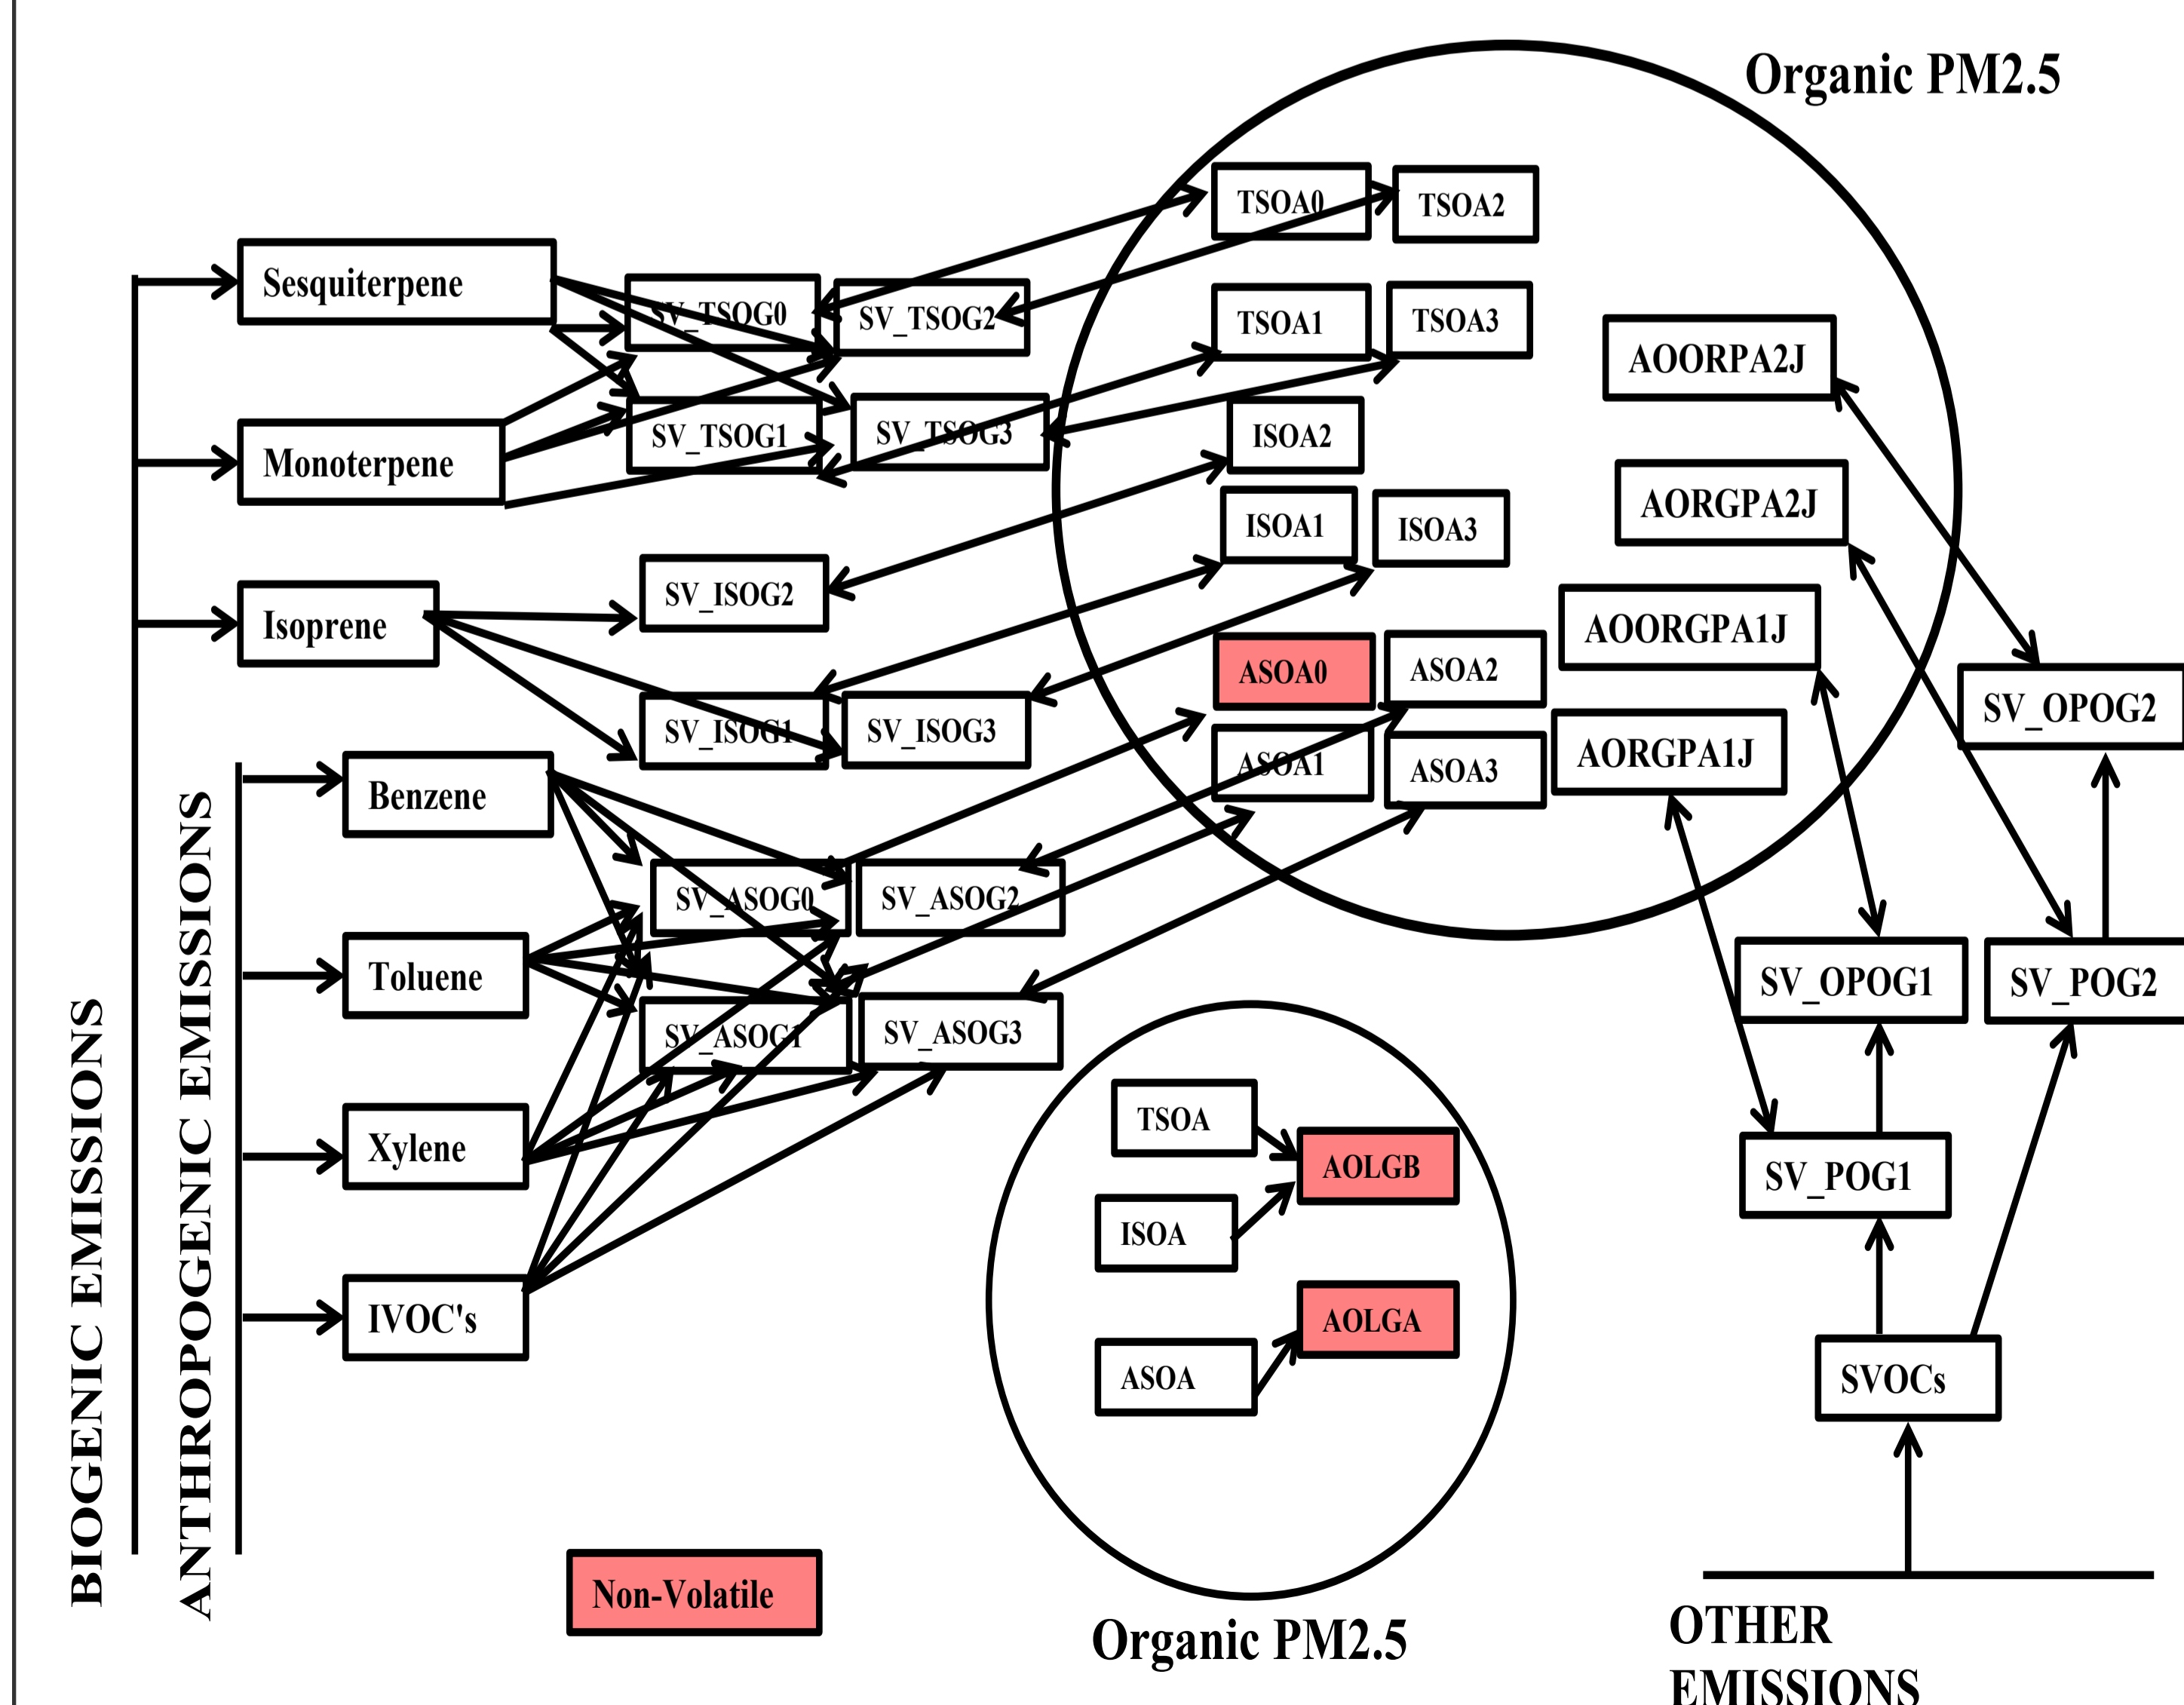 Organic PM2.5
TSOA0
TSOA2
Sesquiterpene
SV_TSOG0
SV_TSOG2
TSOA1
TSOA3
AOORPA2J
Monoterpene
SV_TSOG1
SV_TSOG3
ISOA2
AORGPA2J
ISOA1
ISOA3
Isoprene
SV_ISOG2
AOORGPA1J
ASOA0
ASOA2
SV_OPOG2
SV_ISOG1
SV_ISOG3
ASOA1
ASOA3
AORGPA1J
Benzene
SV_ASOG0
SV_ASOG2
Toluene
SV_OPOG1
SV_POG2
SV_ASOG1
SV_ASOG3
TSOA
AOLGB
Xylene
SV_POG1
ISOA
IVOC's
AOLGA
ASOA
SVOCs
BIOGENIC EMISSIONS
ANTHROPOGENIC EMISSIONS
Non-Volatile
Organic PM2.5
OTHER
EMISSIONS